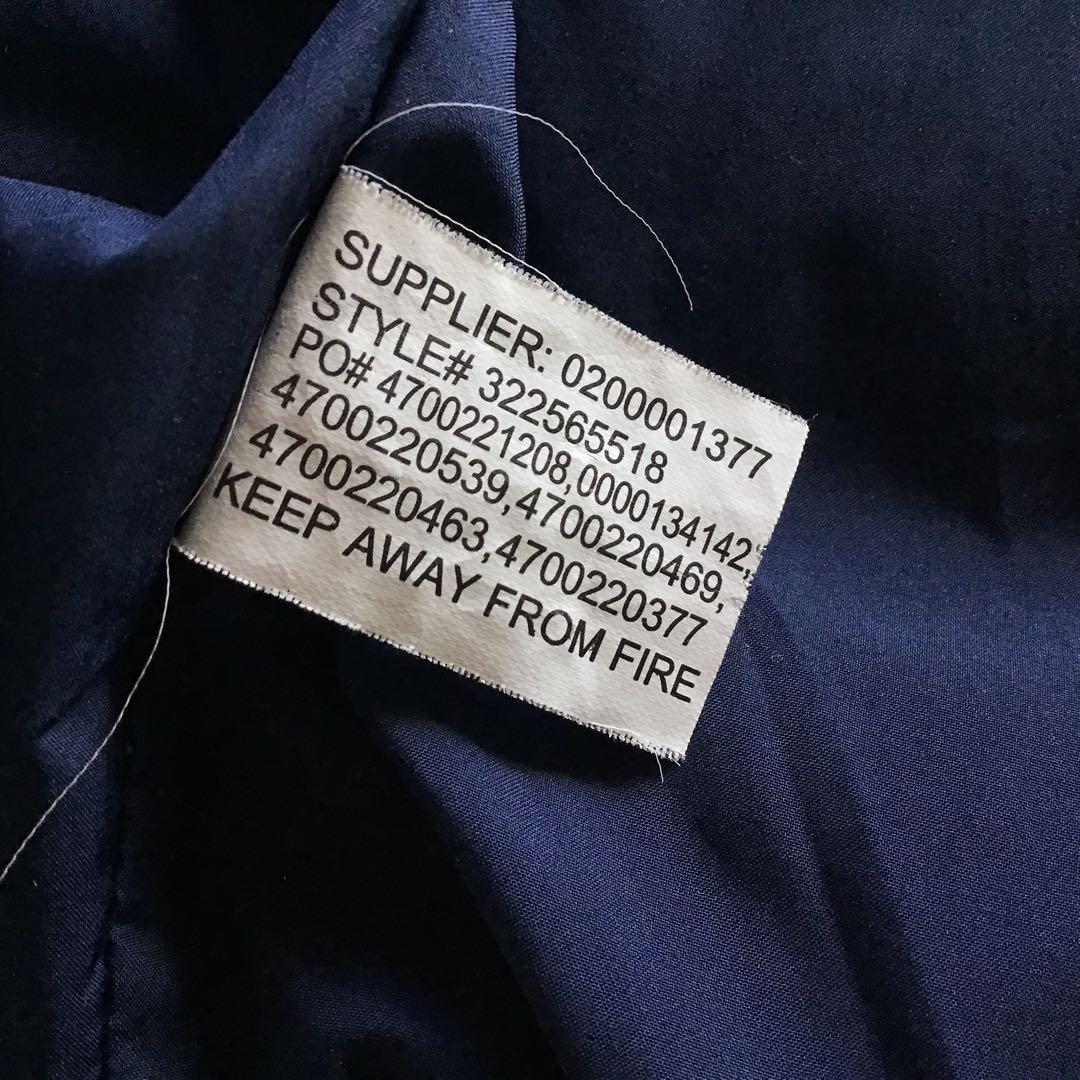 SUPPLIER: 0200001377
STYLE# 322565518
PO# 4700221208,0000134142,
4700220539,4700220469,
4700220463,4700220377
KEEP AWAY FROM FIRE